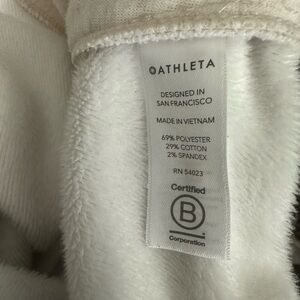 ATHLETA
DESIGNED IN
SAN FRANCISCO
MADE IN VIETNAM
69% POLYESTER
29% COTTON
2% SPANDEX
RN 54023
Certified
B
Corporation